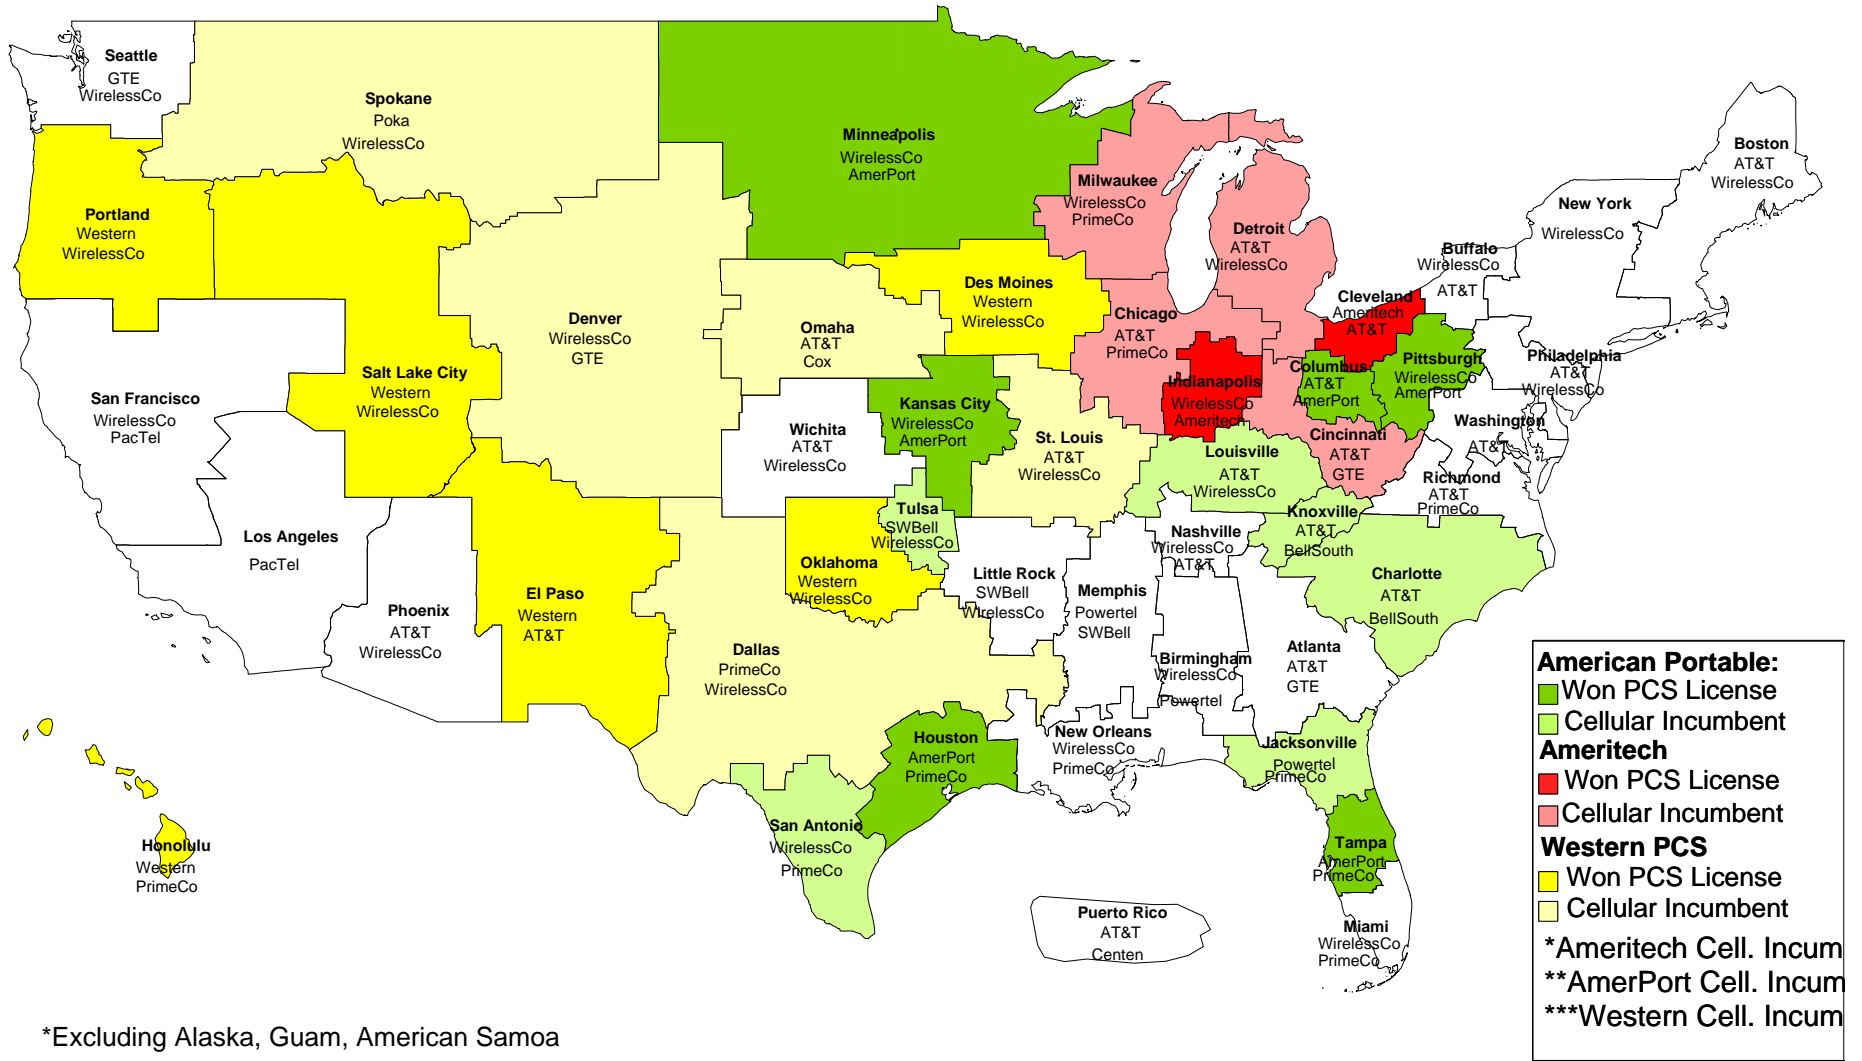 Seattle
GTE
WirelessCo
Spokane
Poka
WirelessCo
Minneapolis
WirelessCo
AmerPort
Milwaukee
WirelessCo
PrimeCo
Detroit
AT&T
WirelessCo
Boston
AT&T
WirelessCo
New York
WirelessCo
Buffalo
WirelessCo
AT&T
Portland
Western
WirelessCo
Des Moines
Western
WirelessCo
Cleveland
Ameritech
AT&T
Chicago
AT&T
PrimeCo
Denver
WirelessCo
GTE
Omaha
AT&T
Cox
Salt Lake City
Western
WirelessCo
Indianapolis
WirelessCo
Ameritech
Columbus
AT&T
AmerPort
Pittsburgh
WirelessCo
AmerPort
Philadelphia
AT&T
WirelessCo
San Francisco
WirelessCo
PacTel
Kansas City
WirelessCo
AmerPort
Wichita
AT&T
WirelessCo
St. Louis
AT&T
WirelessCo
Cincinnati
AT&T
GTE
Washington
AT&T
Louisville
AT&T
WirelessCo
Richmond
AT&T
PrimeCo
Los Angeles
PacTel
Tulsa
SWBell
WirelessCo
Nashville
WirelessCo
AT&T
Knoxville
AT&T
BellSouth
Oklahoma
Western
WirelessCo
Little Rock
SWBell
WirelessCo
Memphis
Powertel
SWBell
Charlotte
AT&T
BellSouth
Phoenix
AT&T
WirelessCo
El Paso
Western
AT&T
Dallas
PrimeCo
WirelessCo
Birmingham
WirelessCo
Powertel
Atlanta
AT&T
GTE
Houston
AmerPort
PrimeCo
New Orleans
WirelessCo
PrimeCo
Jacksonville
Powertel
PrimeCo
San Antonio
WirelessCo
PrimeCo
Tampa
AmerPort
PrimeCo
Honolulu
Western
PrimeCo
Puerto Rico
AT&T
Centen
Miami
WirelessCo
PrimeCo
American Portable:
Won PCS License
Cellular Incumbent
Ameritech
Won PCS License
Cellular Incumbent
Western PCS
Won PCS License
Cellular Incumbent
*Ameritech Cell. Incum
**AmerPort Cell. Incum
***Western Cell. Incum
*Excluding Alaska, Guam, American Samoa